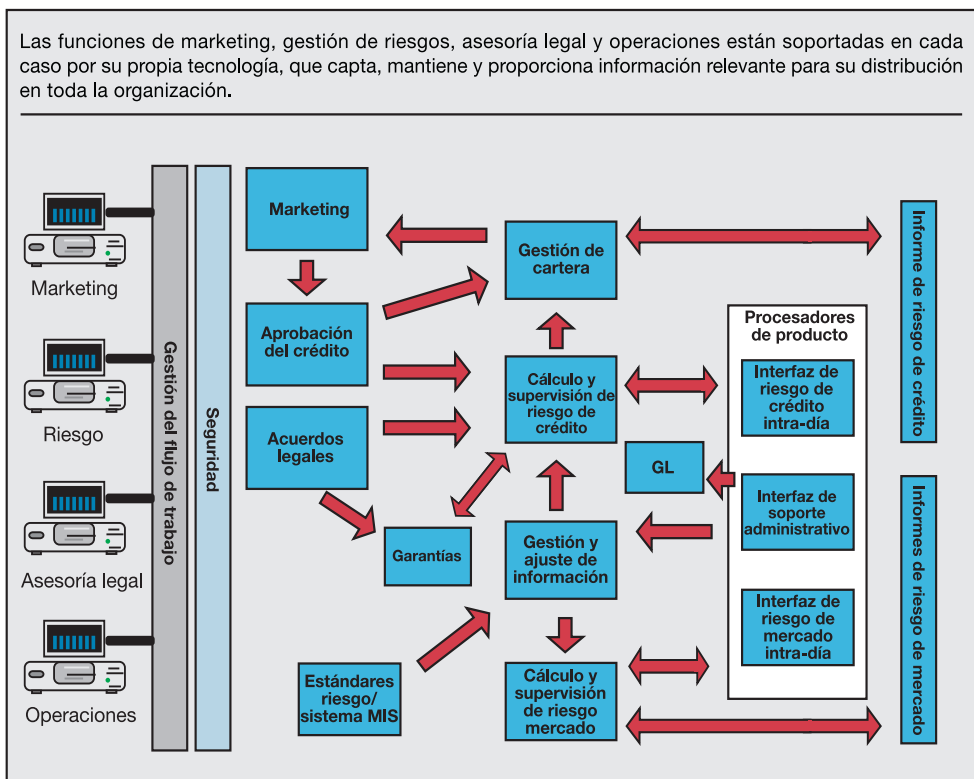 Las funciones de marketing, gestión de riesgos, asesoría legal y operaciones están soportadas en cada
caso por su propia tecnología, que capta, mantiene y proporciona información relevante para su distribución
en toda la organización.
Marketing
Riesgo
Asesoría legal
Operaciones
Gestión del flujo de trabajo
Seguridad
Marketing
Aprobación
del crédito
Acuerdos
legales
Garantías
Estándares
riesgo/
sistema MIS
Gestión de
cartera
Cálculo y
supervisión de
riesgo de
crédito
Gestión y
ajuste de
información
Cálculo y
supervisión
de riesgo
mercado
GL
Procesadores
de producto
Interfaz de
riesgo de
crédito
intra-día
Interfaz de
soporte
administrativo
Interfaz de
riesgo de
mercado
intra-día
Informe de riesgo de crédito
Informes de riesgo de mercado